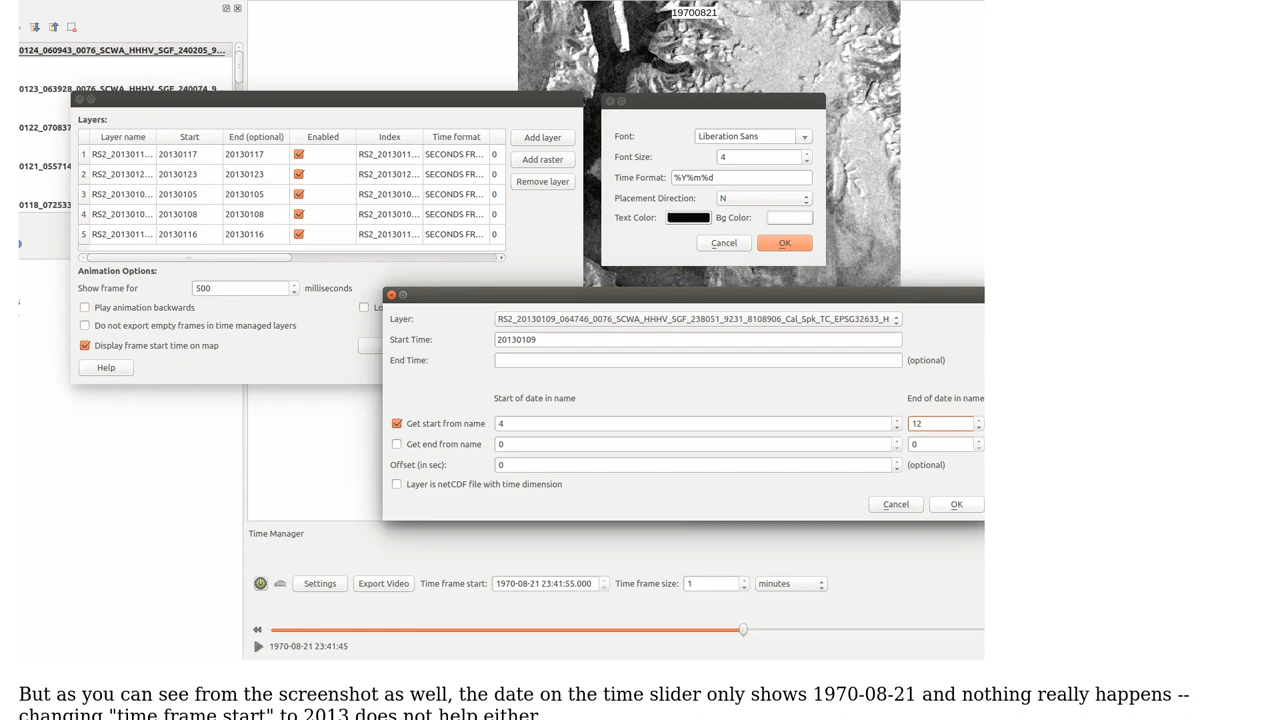 19700821
0124_060943_0076_SCWA_HHHV_SGF_240205_9...
0123_063928_0076_SCWA_HHHV_SGF_240074_9
0122_070837
0121_055714
0118_072533
Layers:
Layer name Start End (optional) Enabled Index Time format
1 RS2_2013011... 20130117 20130117 RS2_2013011... SECONDS FR... 0
2 RS2_2013012... 20130123 20130123 RS2_2013012... SECONDS FR... 0
3 RS2_2013010... 20130105 20130105 RS2_2013010... SECONDS FR... 0
4 RS2_2013010... 20130108 20130108 RS2_2013010... SECONDS FR... 0
5 RS2_2013011... 20130116 20130116 RS2_2013011... SECONDS FR... 0
Add layer
Add raster
Remove layer
Animation Options:
Show frame for 500 milliseconds
Play animation backwards Lo
Do not export empty frames in time managed layers
Display frame start time on map
Help
Font: Liberation Sans
Font Size: 4
Time Format: %Y%m%d
Placement Direction: N
Text Color: Bg Color:
Cancel OK
Layer: RS2_20130109_064746_0076_SCWA_HHHV_SGF_238051_9231_8108906_Cal_Spk_TC_EPSG32633_H
Start Time: 20130109
End Time: (optional)
Start of date in name End of date in name
Get start from name 4 12
Get end from name 0 0
Offset (in sec): 0 (optional)
Layer is netCDF file with time dimension
Cancel OK
Time Manager
Settings Export Video Time frame start: 1970-08-21 23:41:55.000 Time frame size: 1 minutes
1970-08-21 23:41:45
But as you can see from the screenshot as well, the date on the time slider only shows 1970-08-21 and nothing really happens --
changing "time frame start" to 2013 does not help either